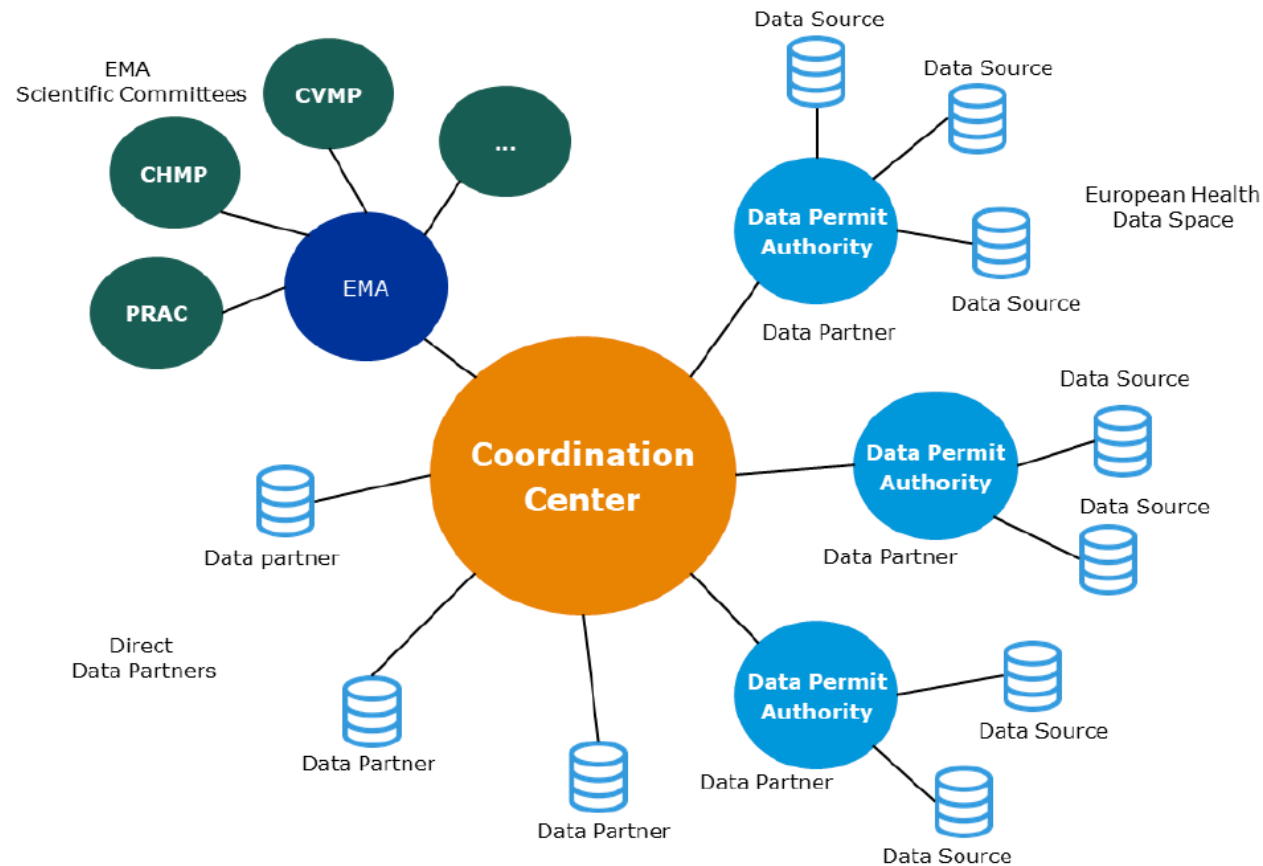 Data Source
EMA
Scientific Committees
CVMP
Data Source
...
CHMP
European Health
Data Space
Data Permit
Authority
EMA
Data Source
PRAC
Data Partner
Data Source
Coordination
Center
Data Permit
Authority
Data Source
Data partner
Data Partner
Direct
Data Partners
Data Permit
Authority
Data Source
Data Partner
Data Partner
Data Partner
Data Source